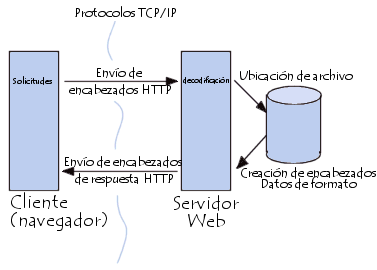 Protocolos TCP/IP
Solicitudes
Envío de
encabezados HTTP
decodificación
Ubicación de archivo
Envío de encabezados
de respuesta HTTP
Creación de encabezados
Datos de formato
Cliente
(navegador)
Servidor
Web